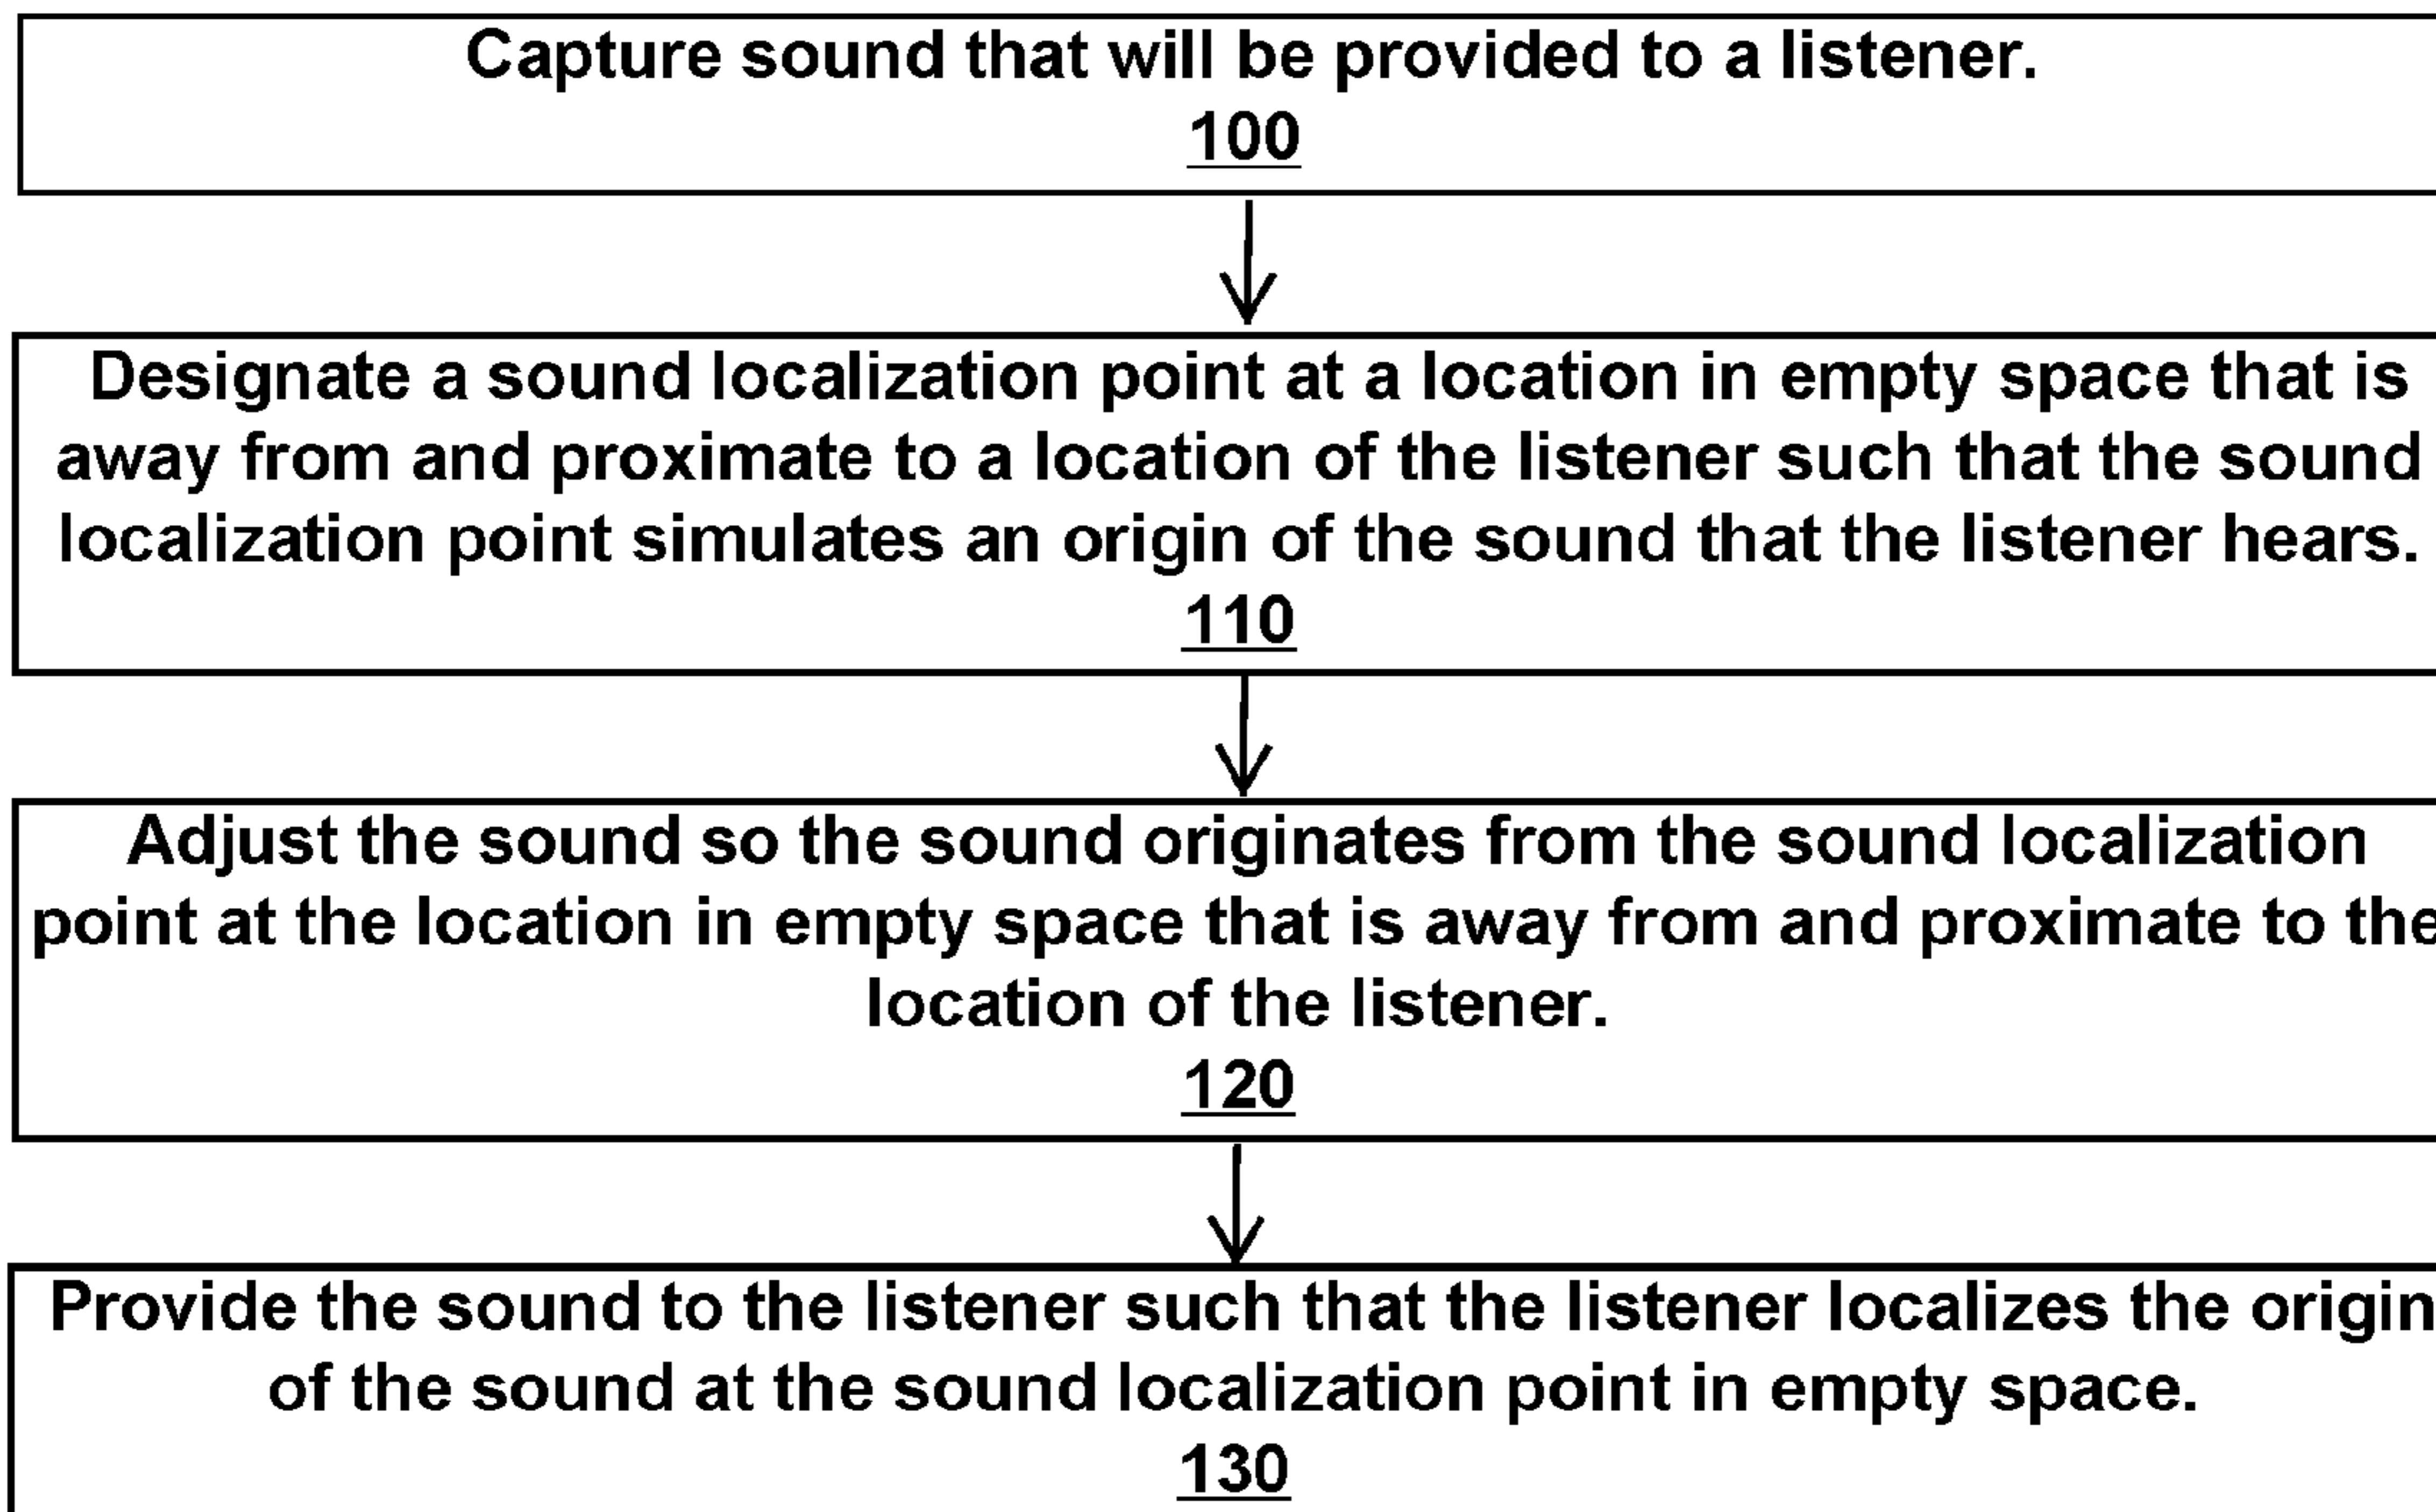 Capture sound that will be provided to a listener.
100
Designate a sound localization point at a location in empty space that is
away from and proximate to a location of the listener such that the sound
localization point simulates an origin of the sound that the listener hears.
110
Adjust the sound so the sound originates from the sound localization
point at the location in empty space that is away from and proximate to the
location of the listener.
120
Provide the sound to the listener such that the listener localizes the origin
of the sound at the sound localization point in empty space.
130